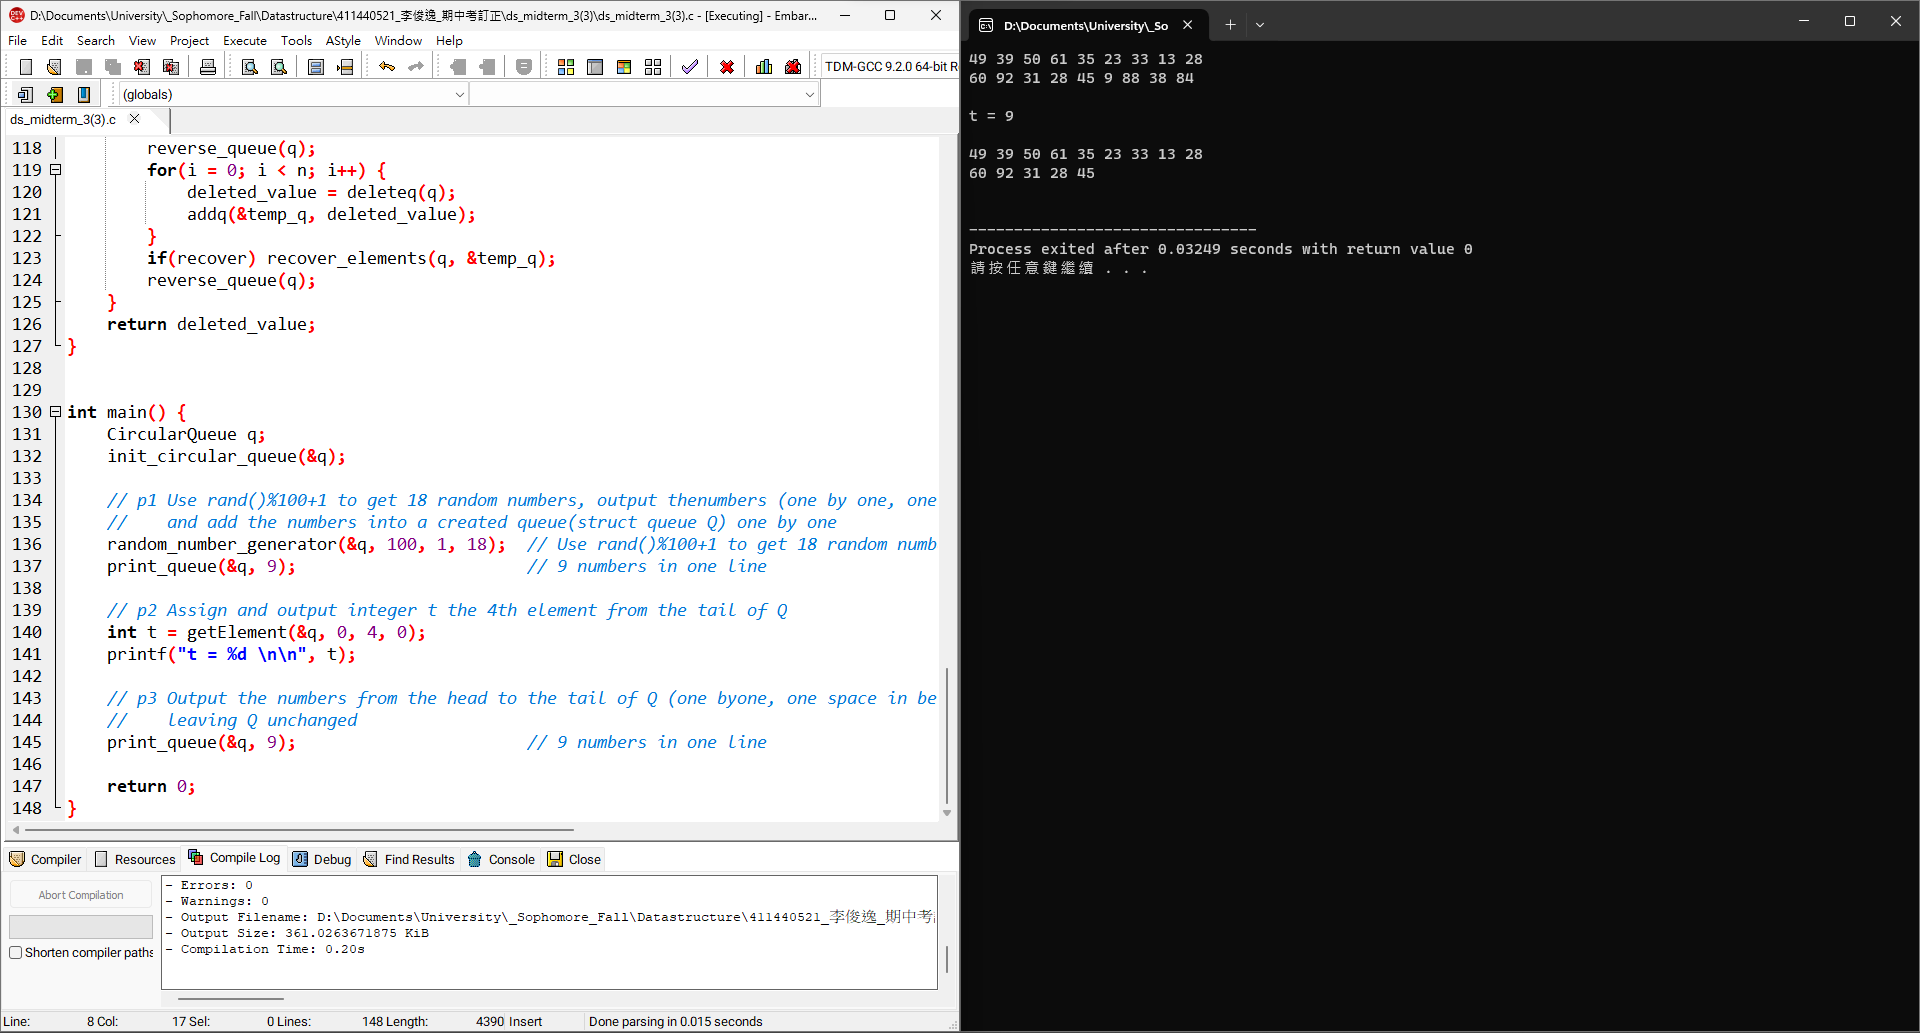 D:\Documents\University\_Sophomore_Fall\Datastructure\411440521_李俊逸_期中考訂正\ds_midterm_3(3)\ds_midterm_3(3).c - [Executing] - Embar...
File Edit Search View Project Execute Tools AStyle Window Help
TDM-GCC 9.2.0 64-bit R
(globals)
ds_midterm_3(3).c
118 reverse_queue(q);
119 for(i = 0; i < n; i++) {
120 deleted_value = deleteq(q);
121 addq(&temp_q, deleted_value);
122 }
123 if(recover) recover_elements(q, &temp_q);
124 reverse_queue(q);
125 }
126 return deleted_value;
127 }
128
129
130 int main() {
131 CircularQueue q;
132 init_circular_queue(&q);
133
134 // p1 Use rand()%100+1 to get 18 random numbers, output thenumbers (one by one, one
135 // and add the numbers into a created queue(struct queue Q) one by one
136 random_number_generator(&q, 100, 1, 18); // Use rand()%100+1 to get 18 random numb
137 print_queue(&q, 9); // 9 numbers in one line
138
139 // p2 Assign and output integer t the 4th element from the tail of Q
140 int t = getElement(&q, 0, 4, 0);
141 printf("t = %d \n\n", t);
142
143 // p3 Output the numbers from the head to the tail of Q (one byone, one space in be
144 // leaving Q unchanged
145 print_queue(&q, 9); // 9 numbers in one line
146
147 return 0;
148 }
Compiler Resources Compile Log Debug Find Results Console Close
Abort Compilation
Shorten compiler paths
- Errors: 0
- Warnings: 0
- Output Filename: D:\Documents\University\_Sophomore_Fall\Datastructure\411440521_李俊逸_期中考
- Output Size: 361.0263671875 KiB
- Compilation Time: 0.20s
Line: 8 Col: 17 Sel: 0 Lines: 148 Length: 4390 Insert Done parsing in 0.015 seconds
D:\Documents\University\_So
49 39 50 61 35 23 33 13 28
60 92 31 28 45 9 88 38 84
t = 9
49 39 50 61 35 23 33 13 28
60 92 31 28 45
--------------------------------
Process exited after 0.03249 seconds with return value 0
請按任意鍵繼續 . . .